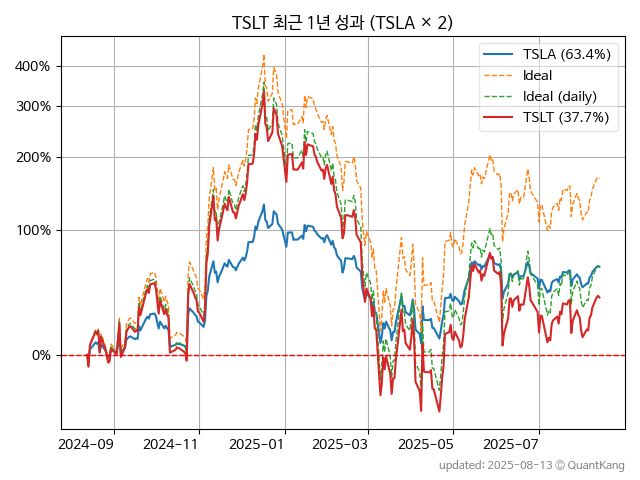 TSLT 최근 1년 성과 (TSLA × 2)
TSLA (63.4%)
Ideal
Ideal (daily)
TSLT (37.7%)
400%
300%
200%
100%
0%
2024-09 2024-11 2025-01 2025-03 2025-05 2025-07
updated: 2025-08-13 © QuantKang